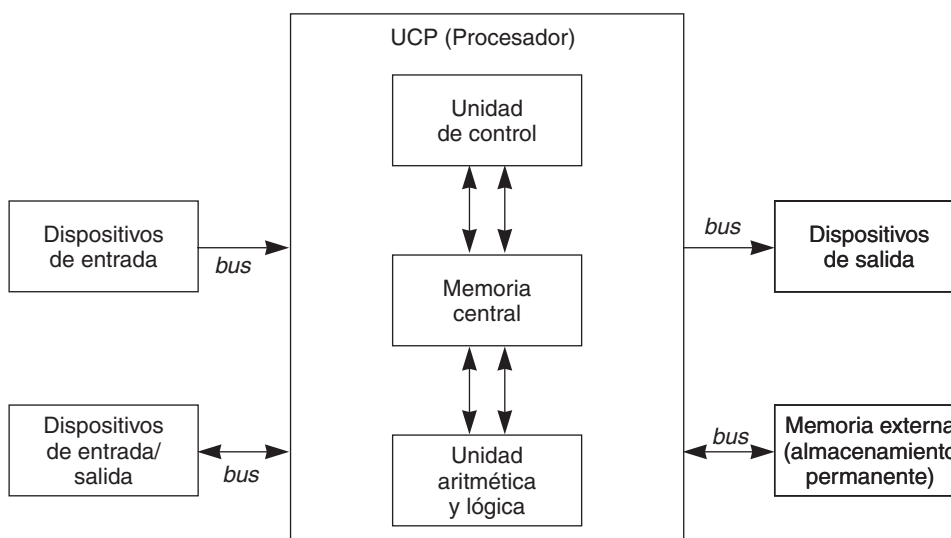 UCP (Procesador)
Unidad
de control
Dispositivos
de entrada
bus
Memoria
central
bus
Dispositivos
de salida
Dispositivos
de entrada/
salida
bus
Unidad
aritmética
y lógica
bus
Memoria externa
(almacenamiento
permanente)